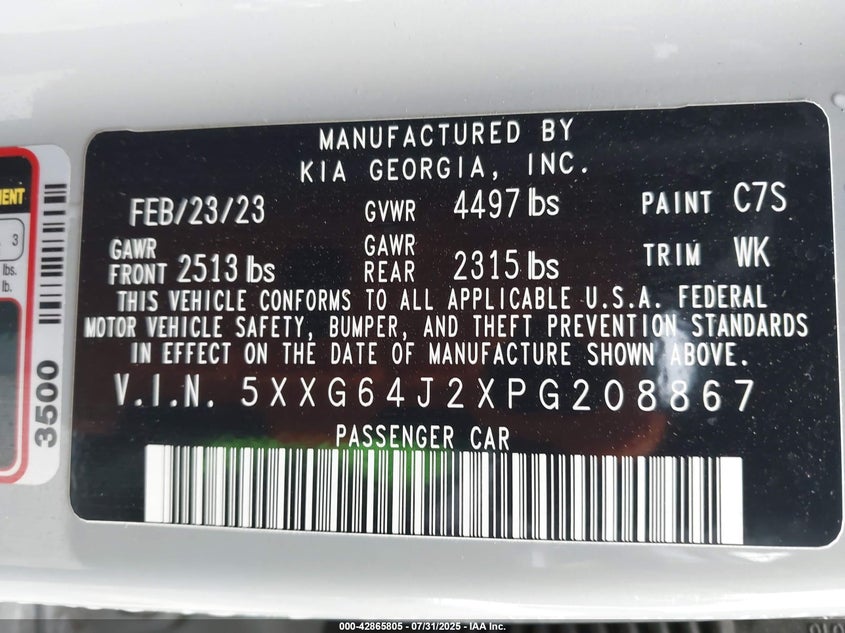 MANUFACTURED BY
KIA GEORGIA, INC.
FEB/23/23 GVWR 4497 lbs PAINT C7S
GAWR FRONT 2513 lbs GAWR REAR 2315 lbs TRIM WK
THIS VEHICLE CONFORMS TO ALL APPLICABLE U.S.A. FEDERAL
MOTOR VEHICLE SAFETY, BUMPER, AND THEFT PREVENTION STANDARDS
IN EFFECT ON THE DATE OF MANUFACTURE SHOWN ABOVE.
V.I.N. 5XXG64J2XPG208867
PASSENGER CAR
3
lbs.
lb.
3500
000-42865805 - 07/31/2025 - IAA Inc.